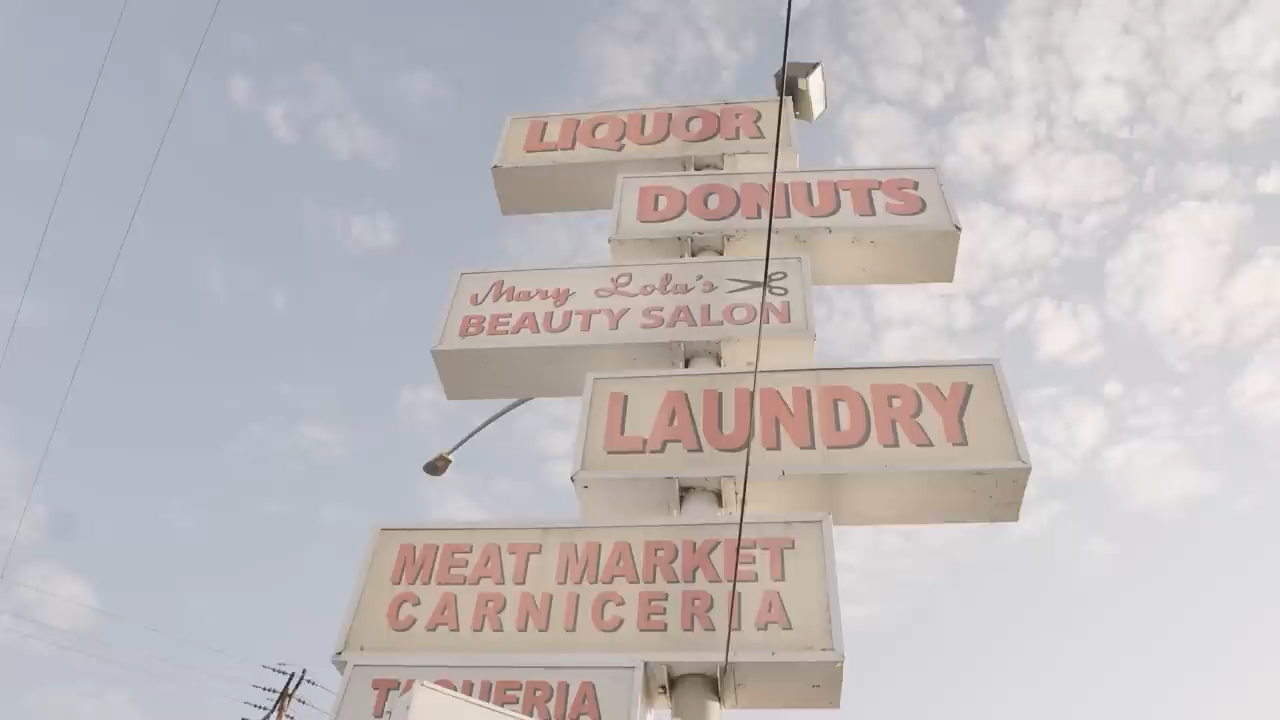 LIQUOR
DONUTS
Mary Lola's
BEAUTY SALON
LAUNDRY
MEAT MARKET
CARNICERIA
TAQUERIA